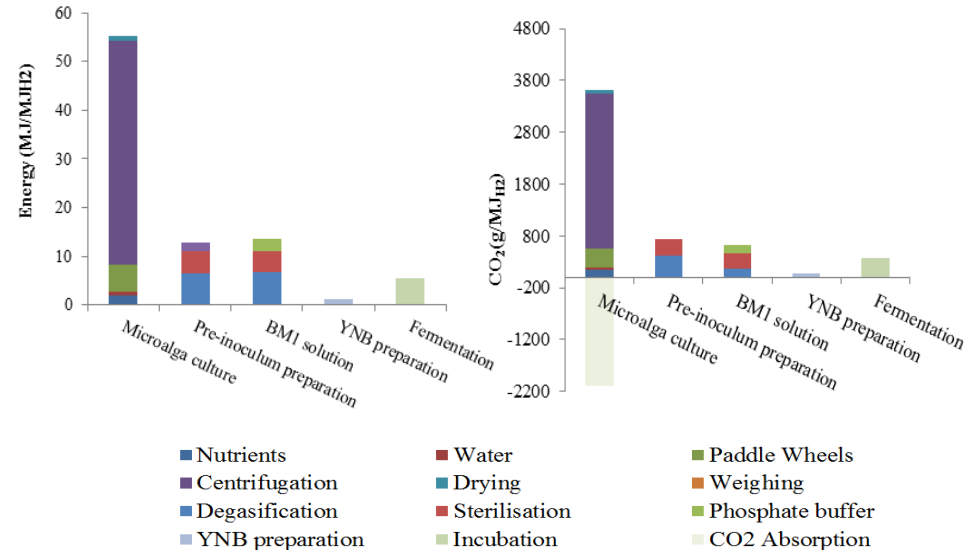 Energy (MJ/MJH2)
60
50
40
30
20
10
0
Microalga culture
Pre-inoculum preparation
BM1 solution
YNB preparation
Fermentation
CO2(g/MJH2)
4800
3800
2800
1800
800
-200
-1200
-2200
Microalga culture
Pre-inoculum preparation
BM1 solution
YNB preparation
Fermentation
Nutrients Water Paddle Wheels
Centrifugation Drying Weighing
Degasification Sterilisation Phosphate buffer
YNB preparation Incubation CO2 Absorption